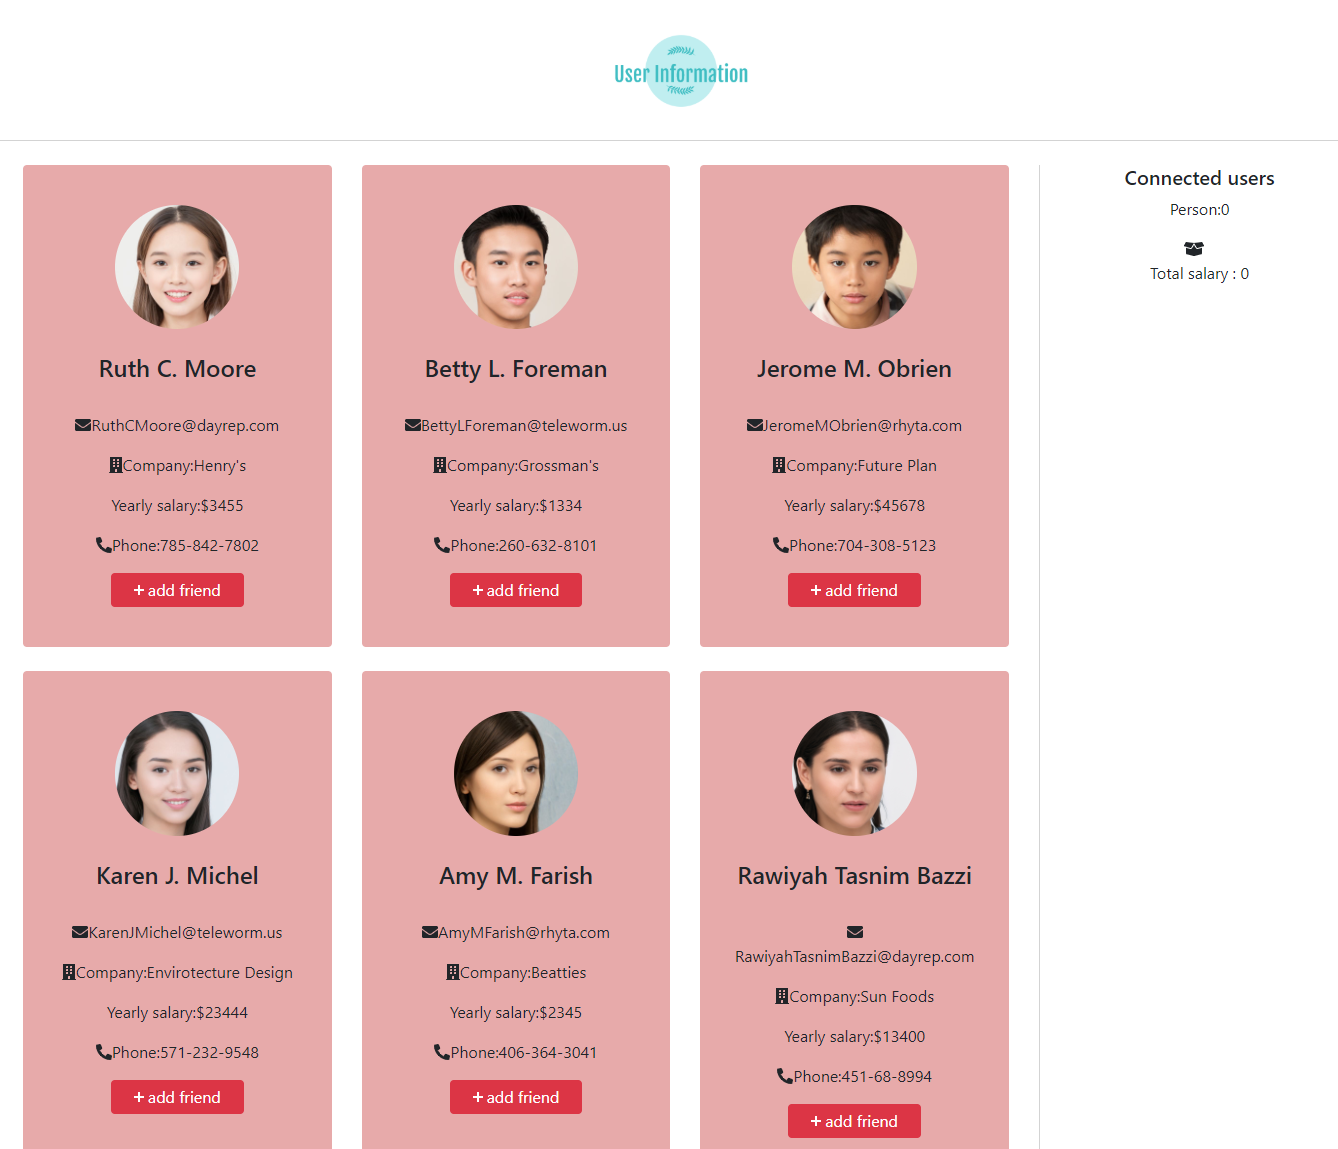 User Information
Ruth C. Moore
RuthCMoore@dayrep.com
Company:Henry's
Yearly salary:$3455
Phone:785-842-7802
+ add friend
Betty L. Foreman
BettyLForeman@teleworm.us
Company:Grossman's
Yearly salary:$1334
Phone:260-632-8101
+ add friend
Jerome M. Obrien
JeromeMObrien@rhyta.com
Company:Future Plan
Yearly salary:$45678
Phone:704-308-5123
+ add friend
Connected users
Person:0
Total salary : 0
Karen J. Michel
KarenJMichel@teleworm.us
Company:Envirotecture Design
Yearly salary:$23444
Phone:571-232-9548
+ add friend
Amy M. Farish
AmyMFarish@rhyta.com
Company:Beatties
Yearly salary:$2345
Phone:406-364-3041
+ add friend
Rawiyah Tasnim Bazzi
RawiyahTasnimBazzi@dayrep.com
Company:Sun Foods
Yearly salary:$13400
Phone:451-68-8994
+ add friend